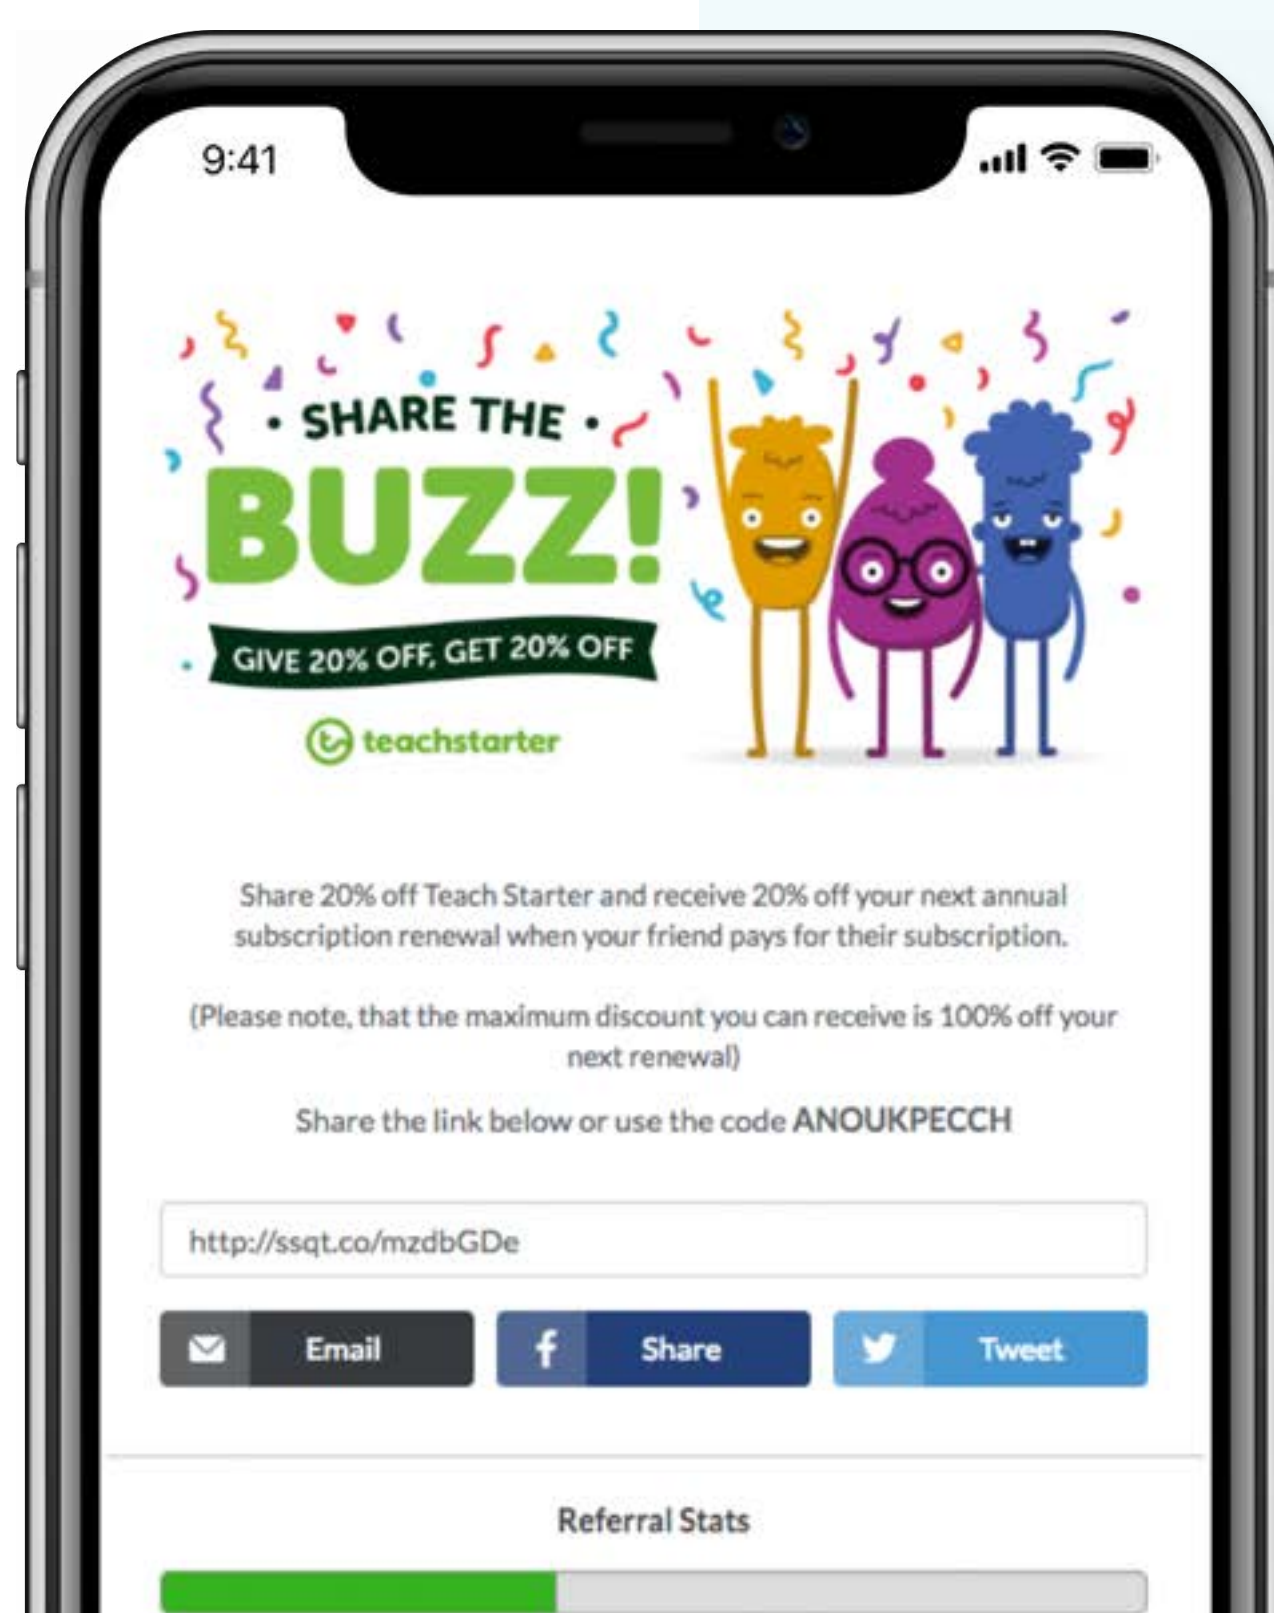 9:41
• SHARE THE •
BUZZ!
GIVE 20% OFF, GET 20% OFF
teachstarter
Share 20% off Teach Starter and receive 20% off your next annual
subscription renewal when your friend pays for their subscription.
(Please note, that the maximum discount you can receive is 100% off your
next renewal)
Share the link below or use the code ANOUKPECCH
http://ssqt.co/mzdbGDe
Email Share Tweet
Referral Stats